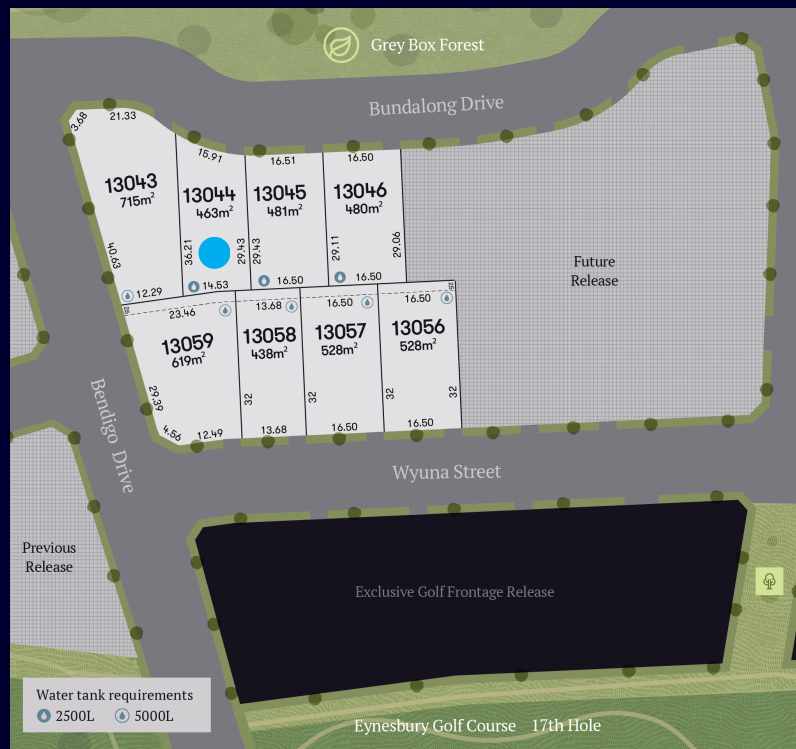 Grey Box Forest
Bundalong Drive
3.68
21.33
15.91
16.51
16.50
13043
715m²
13044
463m²
13045
481m²
13046
480m²
40.63
36.21
29.43
29.43
29.11
29.06
12.29
14.53
16.50
16.50
Future
Release
23.46
13.68
16.50
16.50
13059
619m²
13058
438m²
13057
528m²
13056
528m²
29.39
32
32
32
32
4.56
12.49
13.68
16.50
16.50
Bendigo Drive
Wyuna Street
Previous
Release
Exclusive Golf Frontage Release
Water tank requirements
2500L
5000L
Eynesbury Golf Course 17th Hole